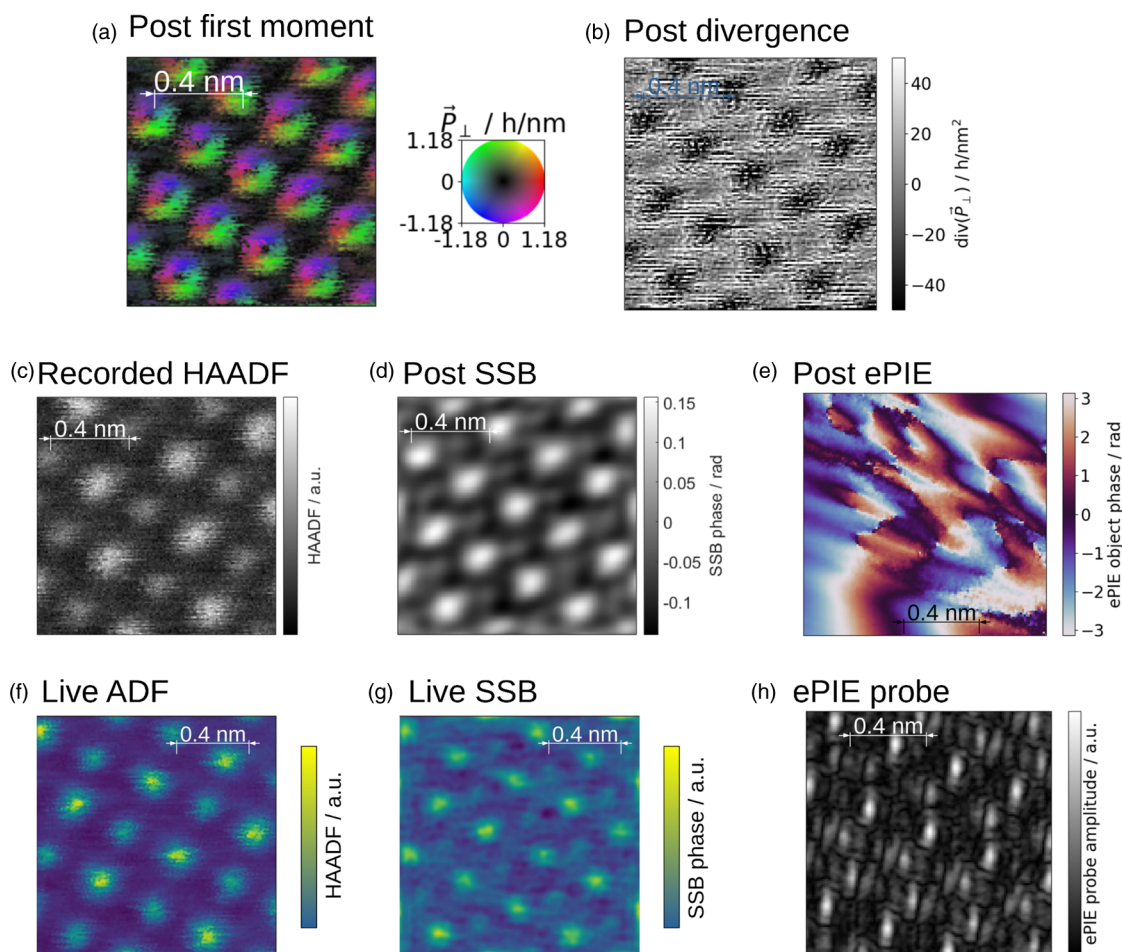 (a) Post first moment
0.4 nm
P⃗⊥ / h/nm
1.18
0
-1.18
-1.18 0 1.18
(b) Post divergence
0.4 nm
40
20
0
−20
−40
div(P⃗⊥) / h/nm²
(c) Recorded HAADF
0.4 nm
HAADF / a.u.
(d) Post SSB
0.4 nm
0.15
0.1
0.05
0
-0.05
-0.1
SSB phase / rad
(e) Post ePIE
0.4 nm
3
2
1
0
−1
−2
−3
ePIE object phase / rad
(f) Live ADF
0.4 nm
HAADF / a.u.
(g) Live SSB
0.4 nm
SSB phase / a.u.
(h) ePIE probe
0.4 nm
ePIE probe amplitude / a.u.